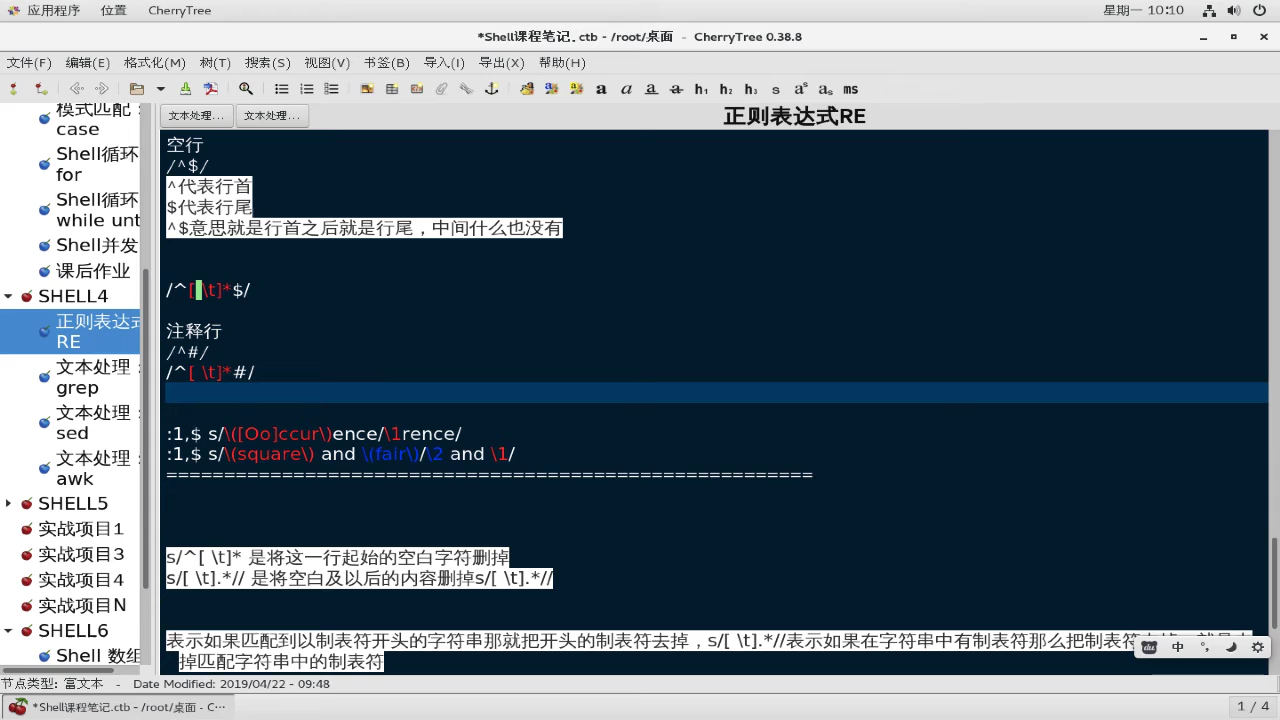 应用程序 位置 CherryTree 星期一 10:10
*Shell课程笔记.ctb - /root/桌面 - CherryTree 0.38.8
文件(F) 编辑(E) 格式化(M) 树(T) 搜索(S) 视图(V) 书签(B) 导入(I) 导出(X) 帮助(H)
a a a a h1 h2 h3 s aˢ aₛ ms
模式匹配：
case
Shell循环
for
Shell循环
while unt
Shell并发
课后作业
SHELL4
正则表达式
RE
文本处理：
grep
文本处理：
sed
文本处理：
awk
SHELL5
实战项目1
实战项目3
实战项目4
实战项目N
SHELL6
Shell 数组
文本处理... 文本处理... 正则表达式RE
空行
/^$/
^代表行首
$代表行尾
^$意思就是行首之后就是行尾，中间什么也没有
/^[ \t]*$/
注释行
/^#/
/^[ \t]*#/
:1,$ s/\([Oo]ccur\)ence/\1rence/
:1,$ s/\(square\) and \(fair\)/\2 and \1/
========================================================
s/^[ \t]* 是将这一行起始的空白字符删掉
s/[ \t].*// 是将空白及以后的内容删掉s/[ \t].*//
表示如果匹配到以制表符开头的字符串那就把开头的制表符去掉，s/[ \t].*//表示如果在字符串中有制表符那么把制表符
掉匹配字符串中的制表符
中
节点类型: 富文本 - Date Modified: 2019/04/22 - 09:48
*Shell课程笔记.ctb - /root/桌面 - C… 1 / 4